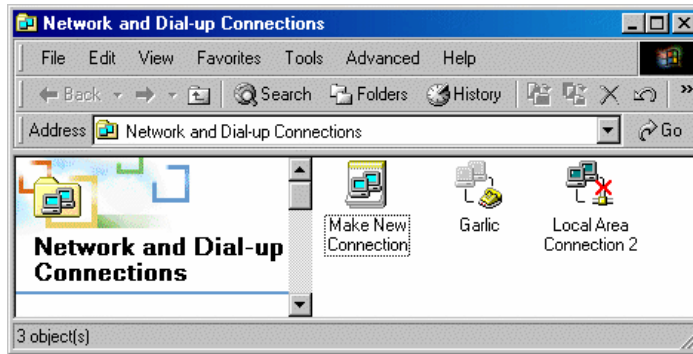 Network and Dial-up Connections
File Edit View Favorites Tools Advanced Help
Back Search Folders History »
Address Network and Dial-up Connections Go
Network and Dial-up
Connections
Make New
Connection
Garlic
Local Area
Connection 2
3 object(s)